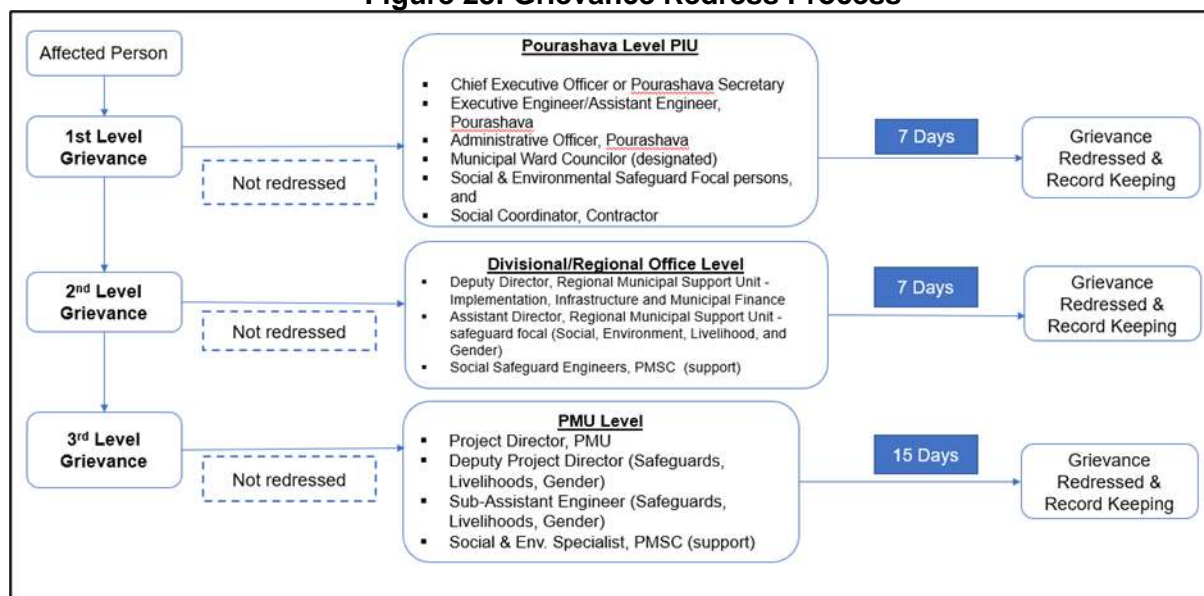 Affected Person
1st Level
Grievance
Not redressed
Pourashava Level PIU
▪ Chief Executive Officer or Pourashava Secretary
▪ Executive Engineer/Assistant Engineer,
Pourashava
▪ Administrative Officer, Pourashava
▪ Municipal Ward Councilor (designated)
▪ Social & Environmental Safeguard Focal persons,
and
▪ Social Coordinator, Contractor
7 Days
Grievance
Redressed &
Record Keeping
2nd Level
Grievance
Not redressed
Divisional/Regional Office Level
▪ Deputy Director, Regional Municipal Support Unit -
Implementation, Infrastructure and Municipal Finance
▪ Assistant Director, Regional Municipal Support Unit -
safeguard focal (Social, Environment, Livelihood, and
Gender)
▪ Social Safeguard Engineers, PMSC (support)
7 Days
Grievance
Redressed &
Record Keeping
3rd Level
Grievance
Not redressed
PMU Level
▪ Project Director, PMU
▪ Deputy Project Director (Safeguards,
Livelihoods, Gender)
▪ Sub-Assistant Engineer (Safeguards,
Livelihoods, Gender)
▪ Social & Env. Specialist, PMSC (support)
15 Days
Grievance
Redressed &
Record Keeping